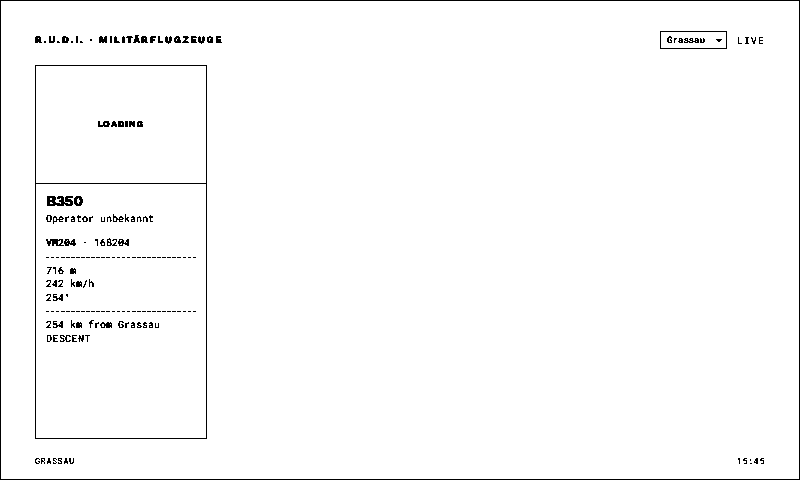 R.U.D.I. · MILITÄRFLUGZEUGE
Grassau
LIVE
LOADING
B350
Operator unbekannt
VM204 · 168204
716 m
242 km/h
254°
254 km from Grassau
DESCENT
GRASSAU
15:45